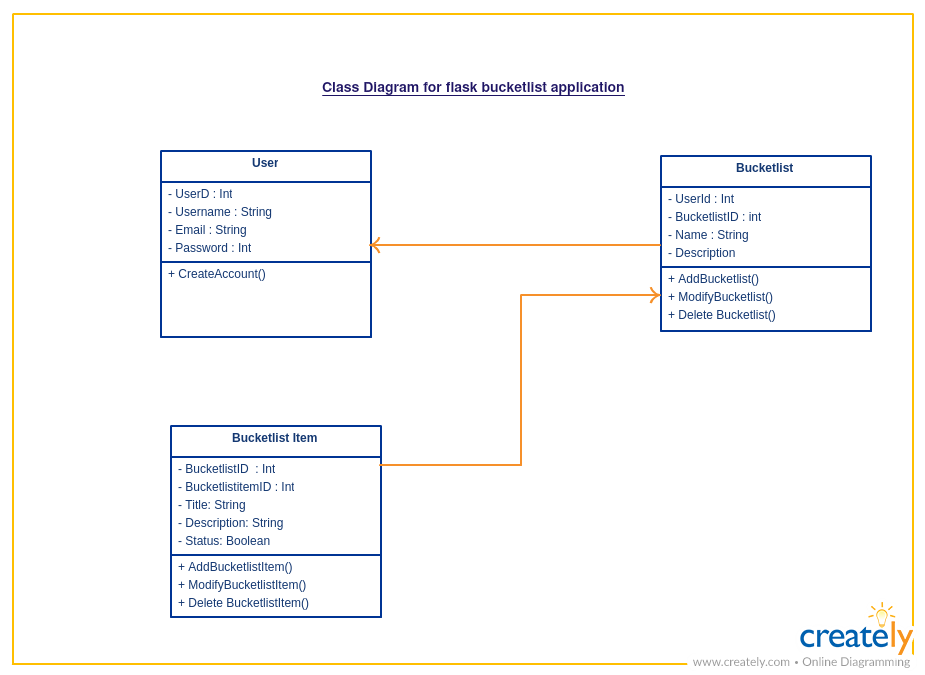 Class Diagram for flask bucketlist application
User
- UserD : Int
- Username : String
- Email : String
- Password : Int
+ CreateAccount()
Bucketlist
- UserId : Int
- BucketlistID : int
- Name : String
- Description
+ AddBucketlist()
+ ModifyBucketlist()
+ Delete Bucketlist()
Bucketlist Item
- BucketlistID  : Int
- BucketlistitemID : Int
- Title: String
- Description: String
- Status: Boolean
+ AddBucketlistItem()
+ ModifyBucketlistItem()
+ Delete BucketlistItem()
creately
www.creately.com • Online Diagramming